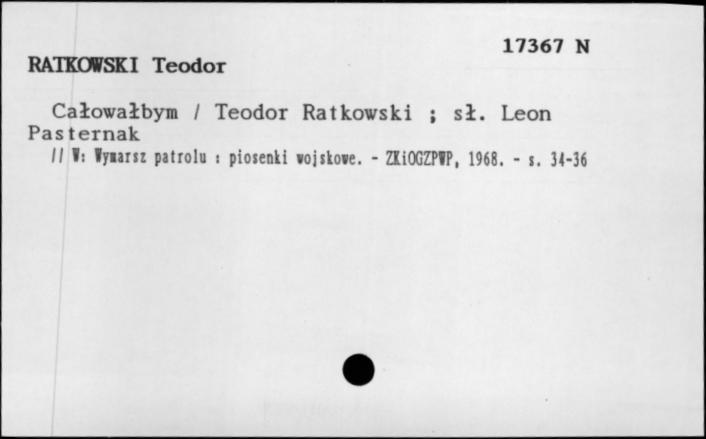 17367 N
RATKOWSKI Teodor
Całowałbym / Teodor Ratkowski ; sł. Leon
Pasternak
// W: Wymarsz patrolu : piosenki wojskowe. - ZKiOGZPWP, 1968. - s. 34-36